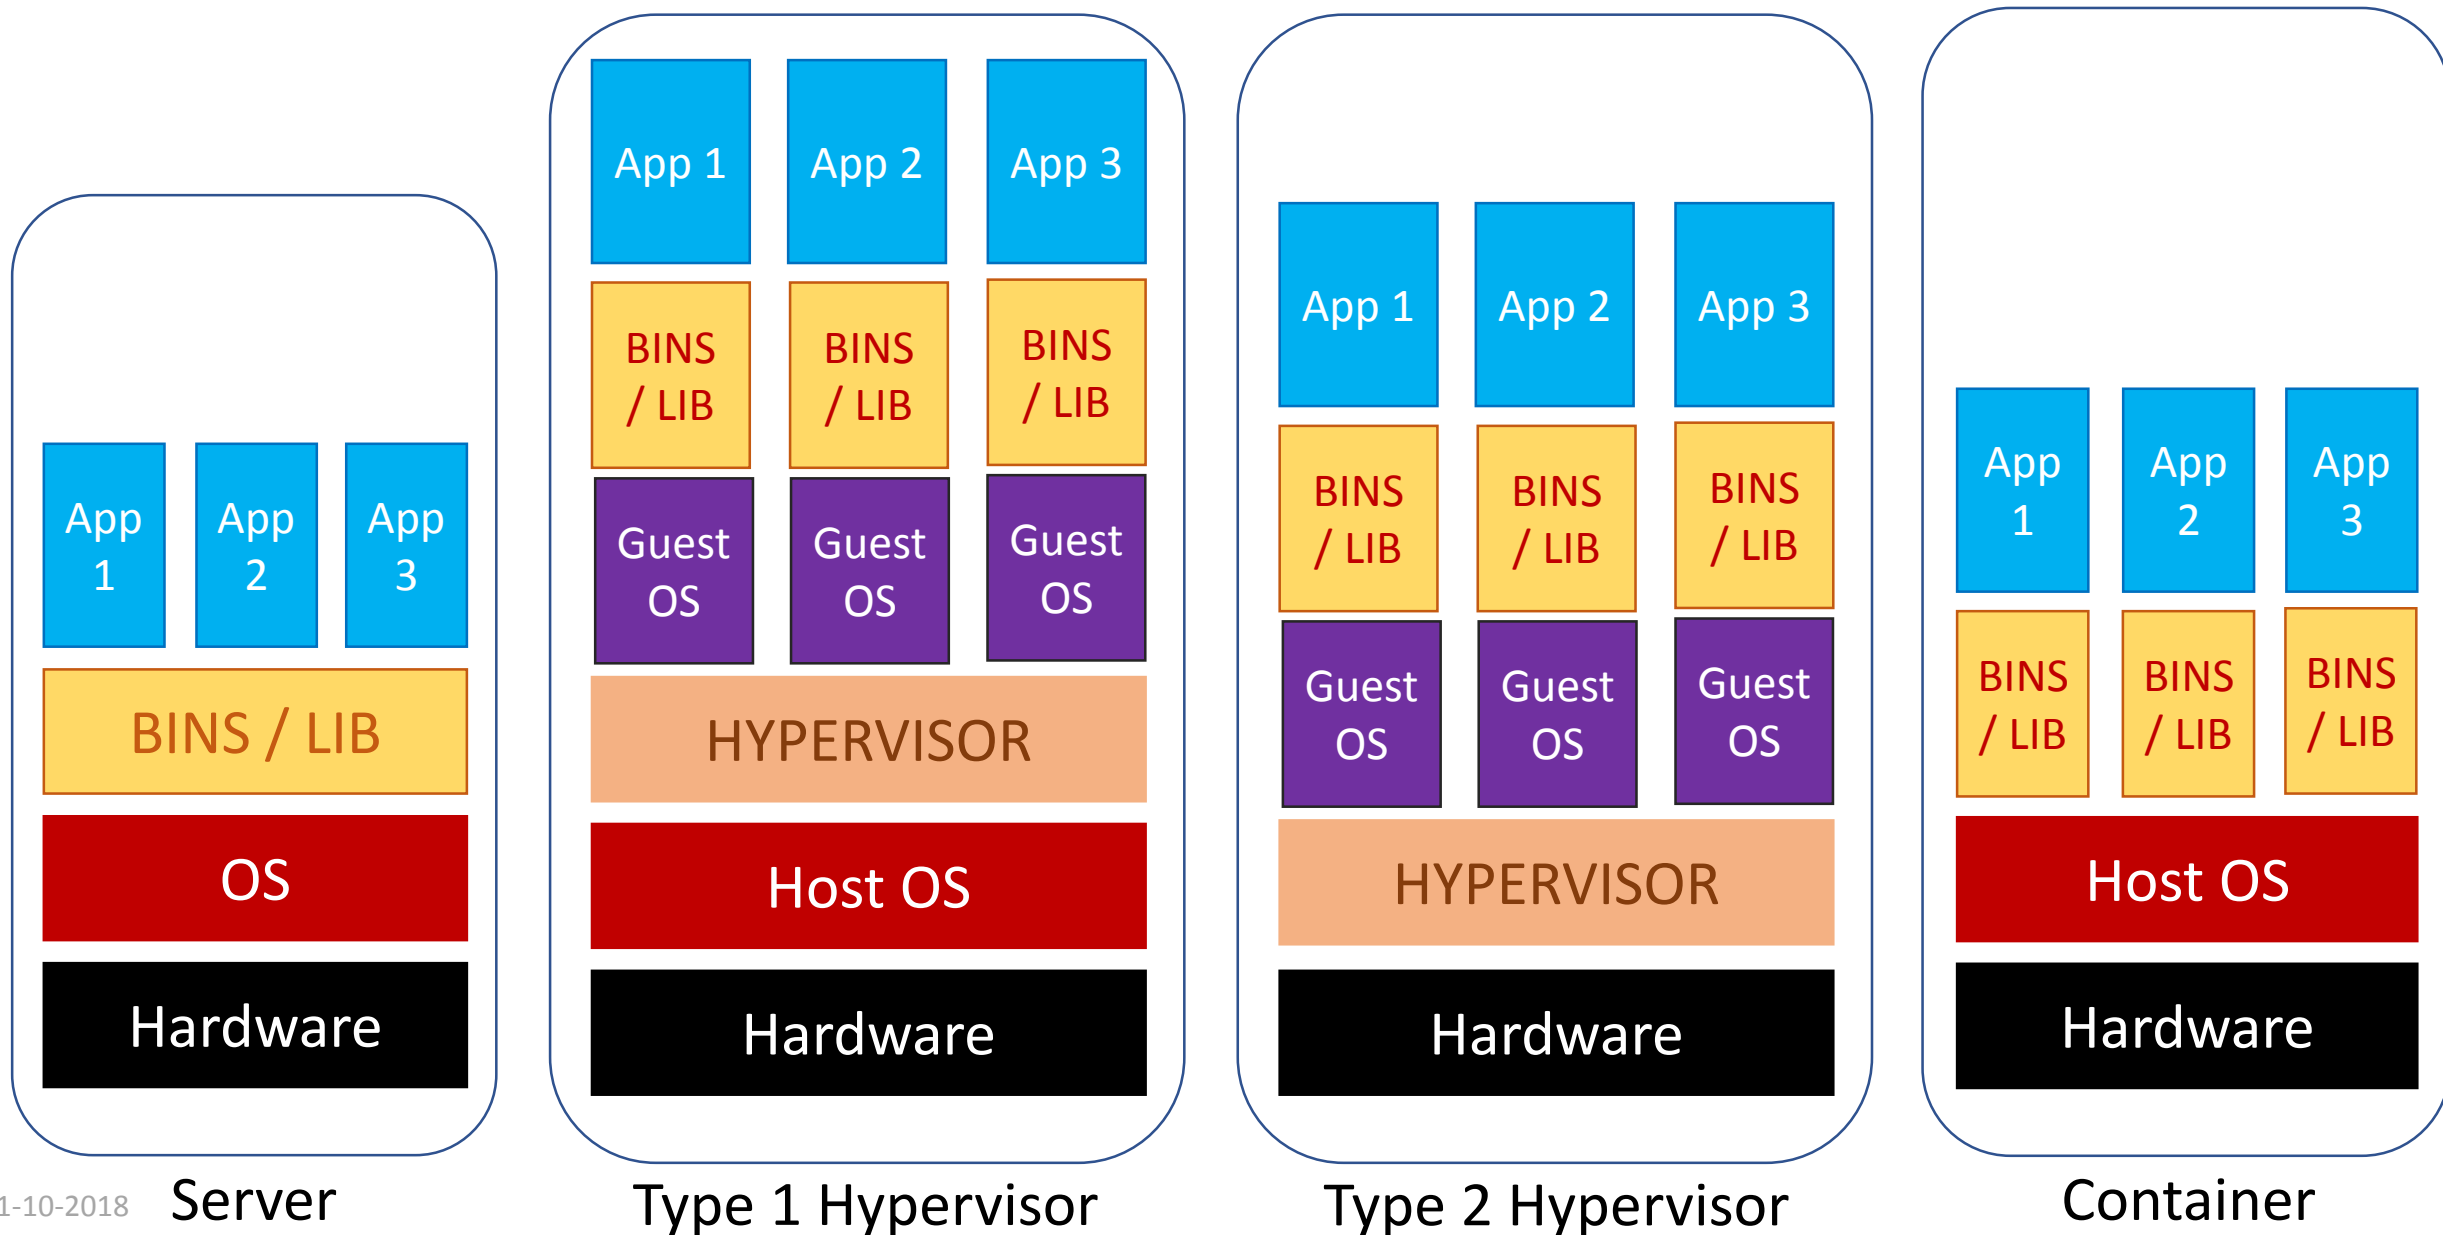 App
1
App
2
App
3
BINS / LIB
OS
Hardware
Server
App 1
App 2
App 3
BINS
/ LIB
BINS
/ LIB
BINS
/ LIB
Guest
OS
Guest
OS
Guest
OS
HYPERVISOR
Host OS
Hardware
Type 1 Hypervisor
App 1
App 2
App 3
BINS
/ LIB
BINS
/ LIB
BINS
/ LIB
Guest
OS
Guest
OS
Guest
OS
HYPERVISOR
Hardware
Type 2 Hypervisor
App
1
App
2
App
3
BINS
/ LIB
BINS
/ LIB
BINS
/ LIB
Host OS
Hardware
Container
1-10-2018